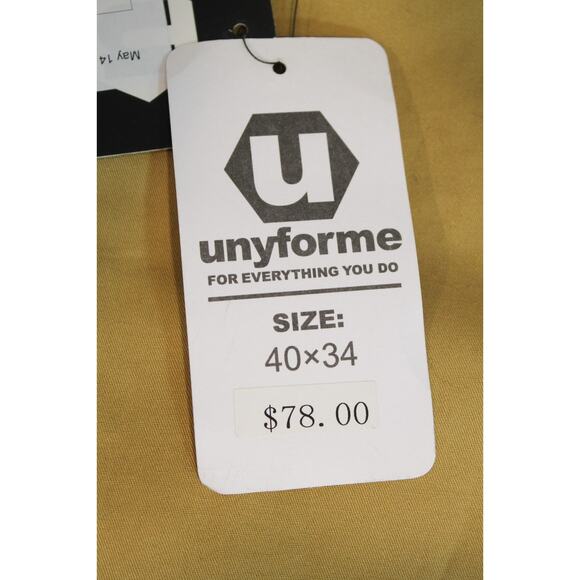 May 14
u
unyforme
FOR EVERYTHING YOU DO
SIZE:
40×34
$78.00